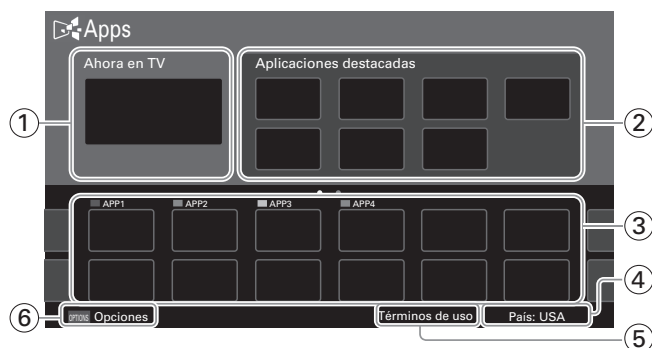 Apps
Ahora en TV
Aplicaciones destacadas
1
2
APP1 APP2 APP3 APP4
3
4
6
OPTIONS Opciones
Términos de uso
País: USA
5